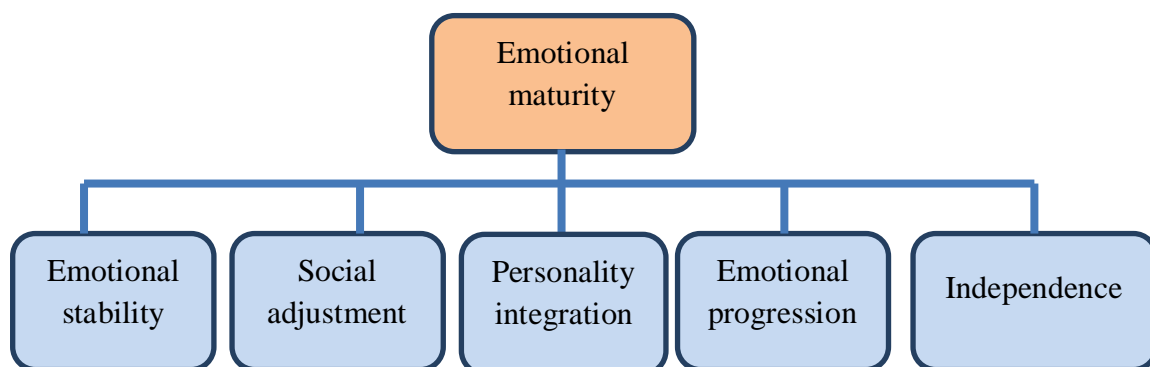 Emotional
maturity
Emotional
stability
Social
adjustment
Personality
integration
Emotional
progression
Independence